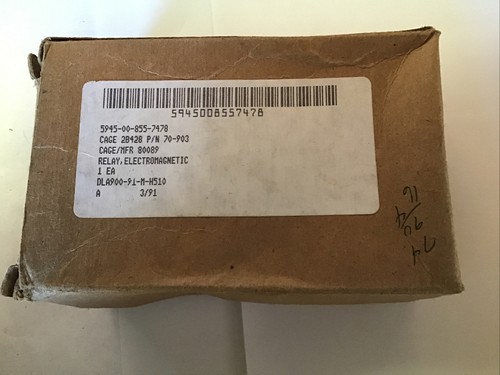 5945008557478
5945-00-855-7478
CAGE 28428 P/N 70-903
CAGE/MFR 80089
RELAY, ELECTROMAGNETIC
1 EA
DLA900-91-M-H510
A 3/91